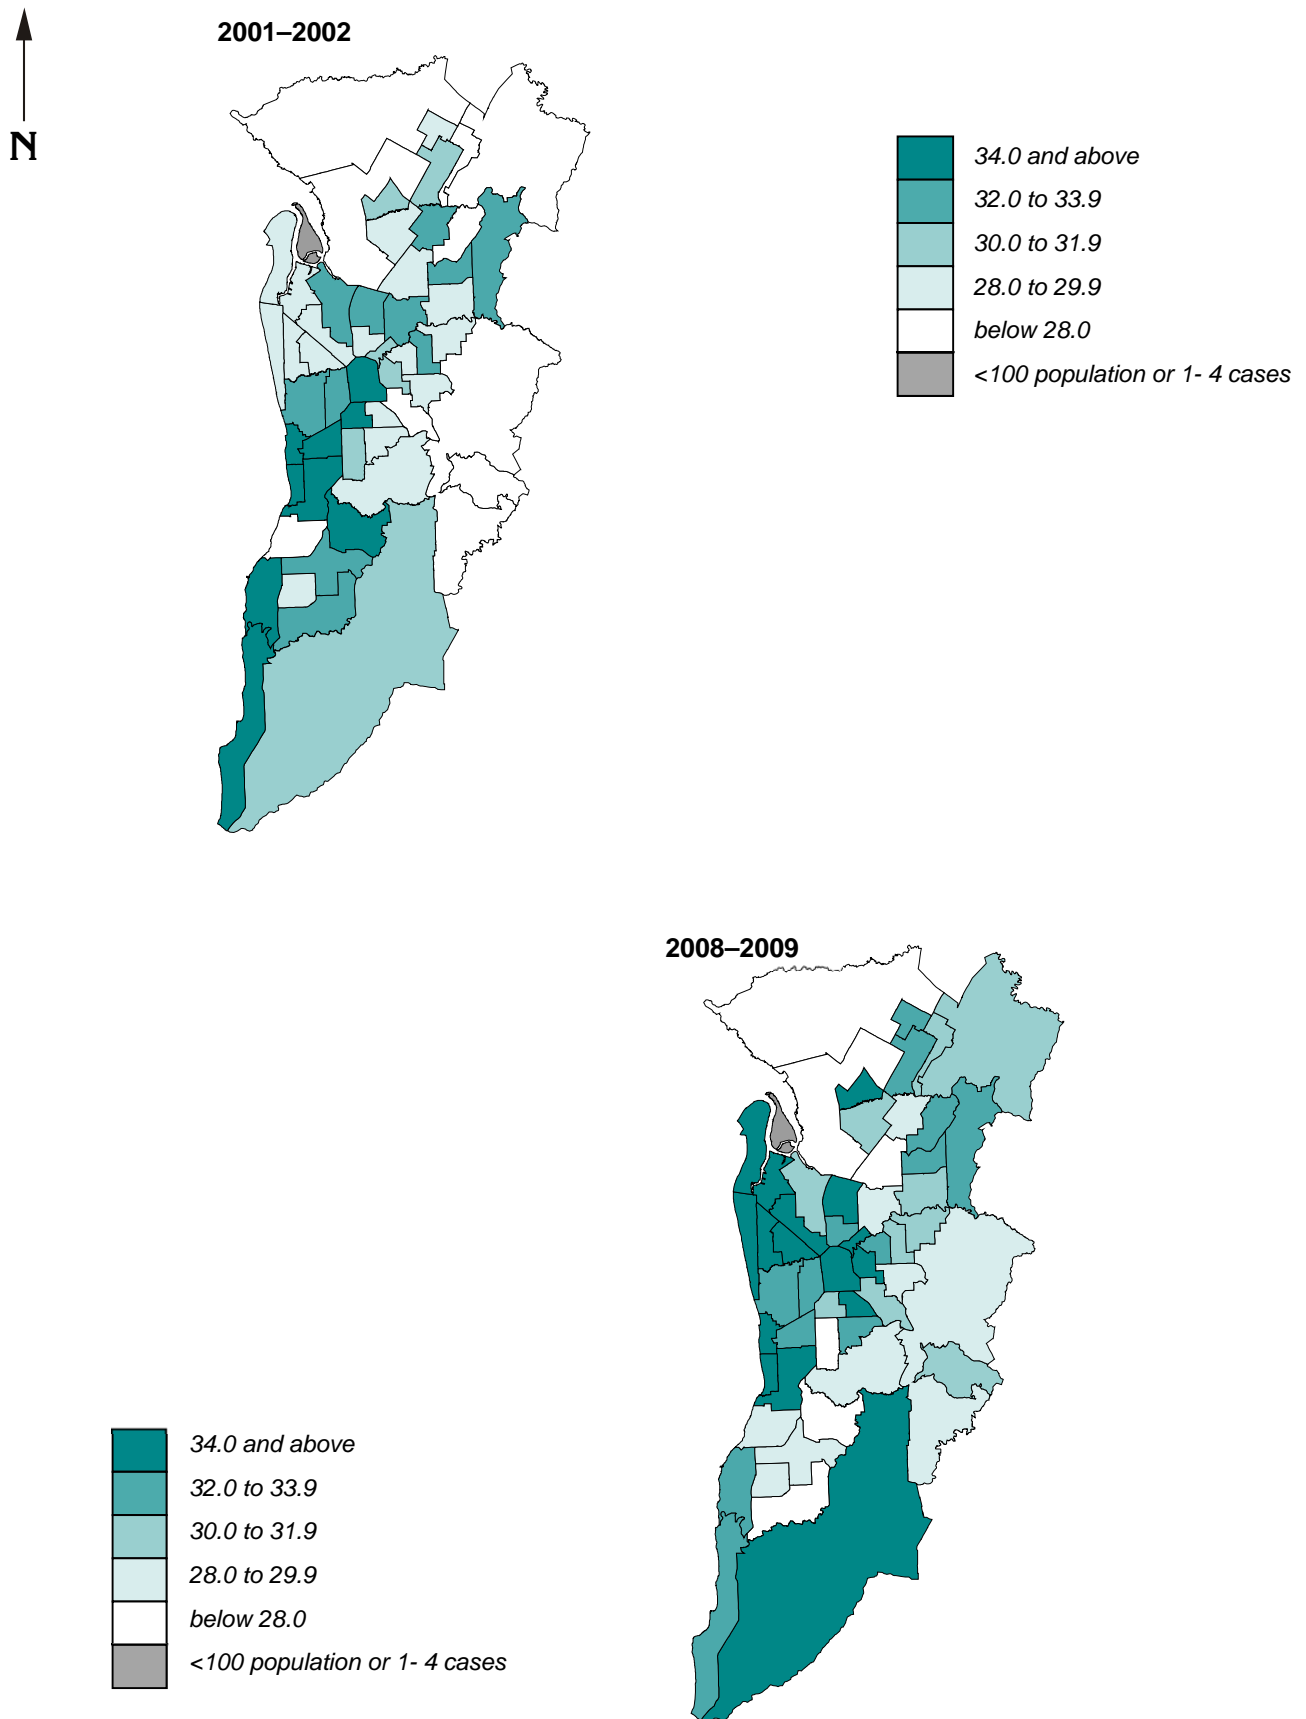 2001–2002
N
34.0 and above
32.0 to 33.9
30.0 to 31.9
28.0 to 29.9
below 28.0
<100 population or 1- 4 cases
2008–2009
34.0 and above
32.0 to 33.9
30.0 to 31.9
28.0 to 29.9
below 28.0
<100 population or 1- 4 cases